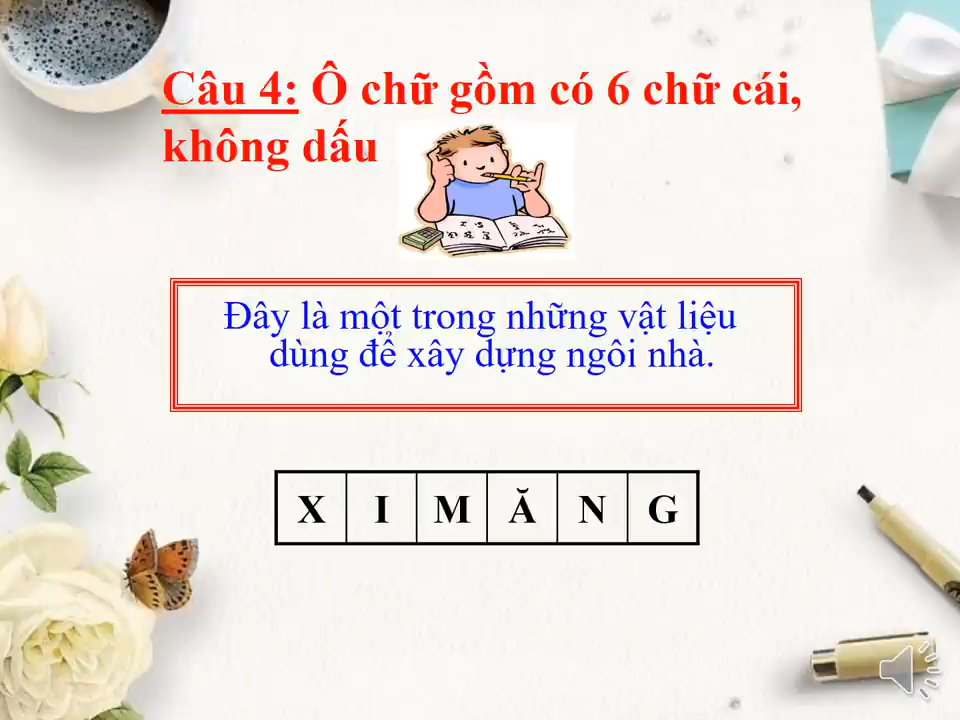 Câu 4: Ô chữ gồm có 6 chữ cái,
không dấu
Đây là một trong những vật liệu
dùng để xây dựng ngôi nhà.
X I M Ă N G